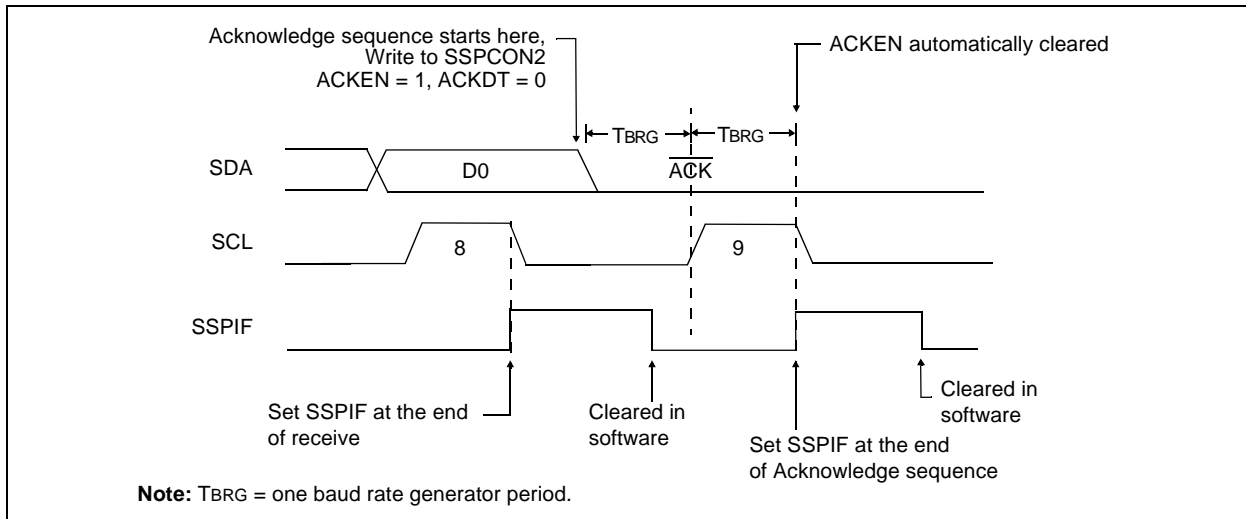 Acknowledge sequence starts here,
Write to SSPCON2
ACKEN = 1, ACKDT = 0
ACKEN automatically cleared
TBRG
TBRG
SDA
D0
ACK
SCL
8
9
SSPIF
Set SSPIF at the end
of receive
Cleared in
software
Set SSPIF at the end
of Acknowledge sequence
Cleared in
software
Note: TBRG = one baud rate generator period.